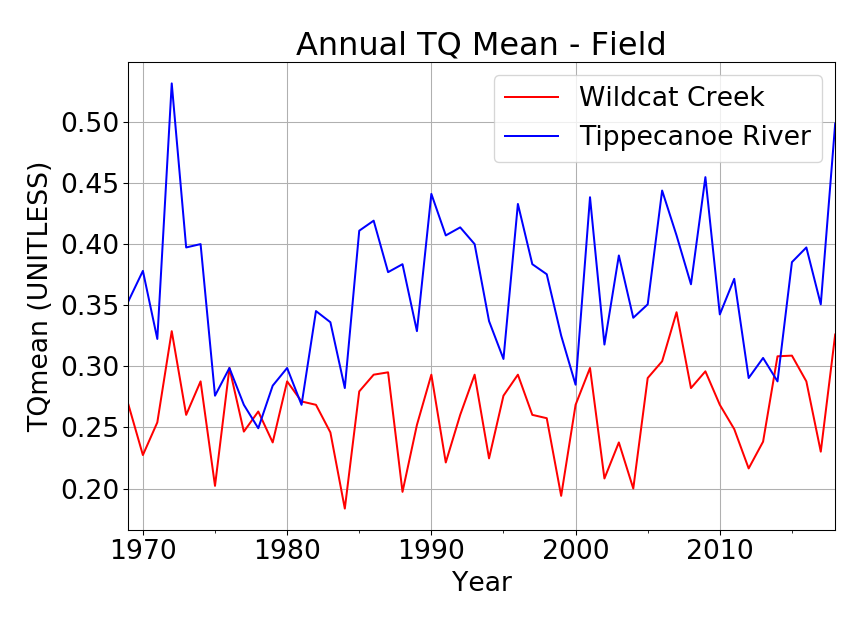 Annual TQ Mean - Field
Wildcat Creek
Tippecanoe River
TQmean (UNITLESS)
0.50
0.45
0.40
0.35
0.30
0.25
0.20
1970 1980 1990 2000 2010
Year